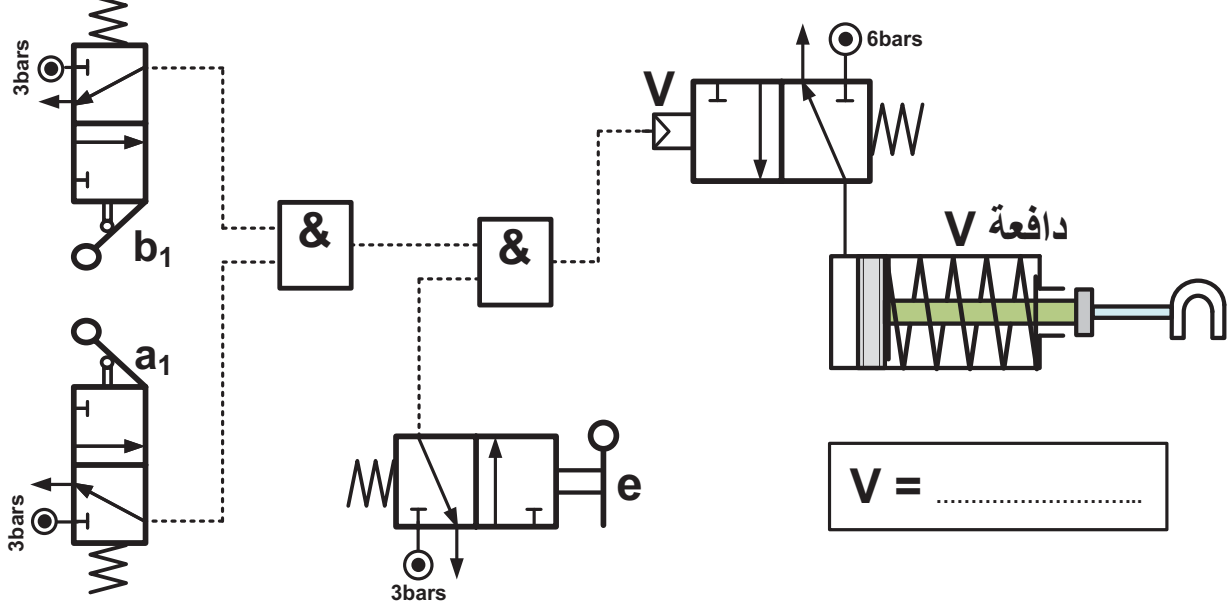 3bars
b1
a1
3bars
&
&
3bars
e
V
6bars
دافعة V
V = ........................